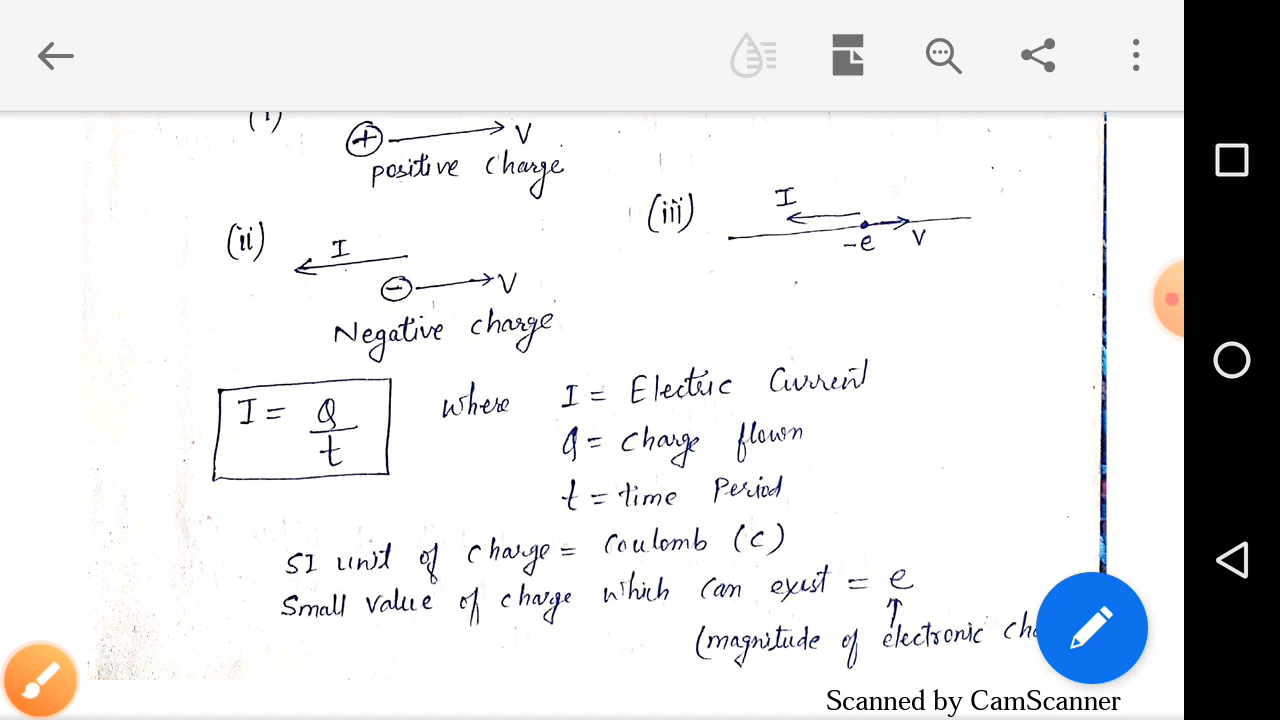 (i)
+ V
positive charge
(ii) I
− V
Negative charge
(iii) I
-e V
I = Q/t where I = Electric Current
Q = charge flown
t = time Period
SI unit of charge = Coulomb (C)
Small value of charge which can exist = e
(magnitude of electronic
Scanned by CamScanner